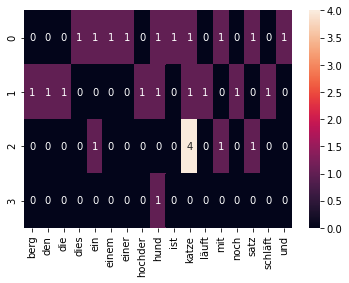 0 0 0 0 1 1 1 1 0 1 1 1 0 1 0 1 0 1
1 1 1 1 0 0 0 0 1 1 0 1 1 0 1 0 1 0
2 0 0 0 0 1 0 0 0 0 0 4 0 1 0 1 0 0
3 0 0 0 0 0 0 0 0 1 0 0 0 0 0 0 0 0
berg den die dies ein einem einer hochder hund ist katze läuft mit noch satz schläft und
4.0
3.5
3.0
2.5
2.0
1.5
1.0
0.5
0.0